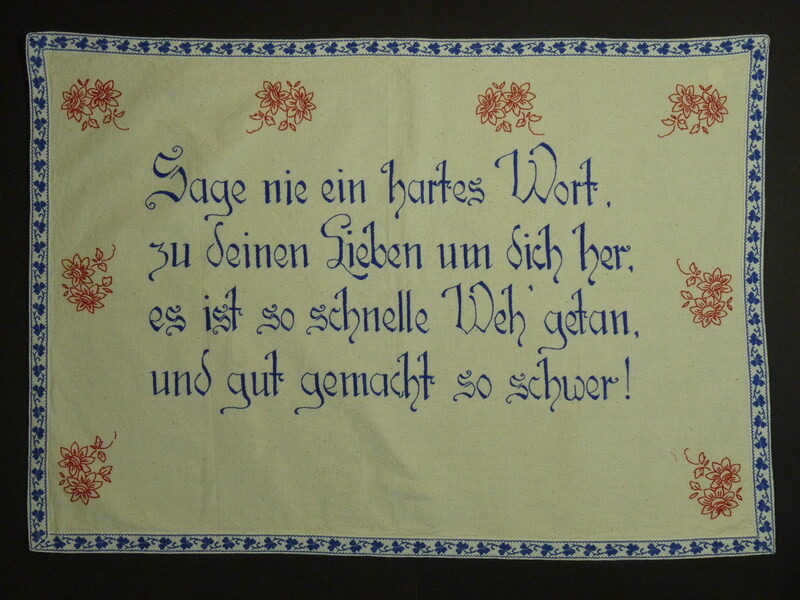 Sage nie ein hartes Wort,
zu deinen Lieben um dich her,
es ist so schnelle Weh' getan,
und gut gemacht so schwer!